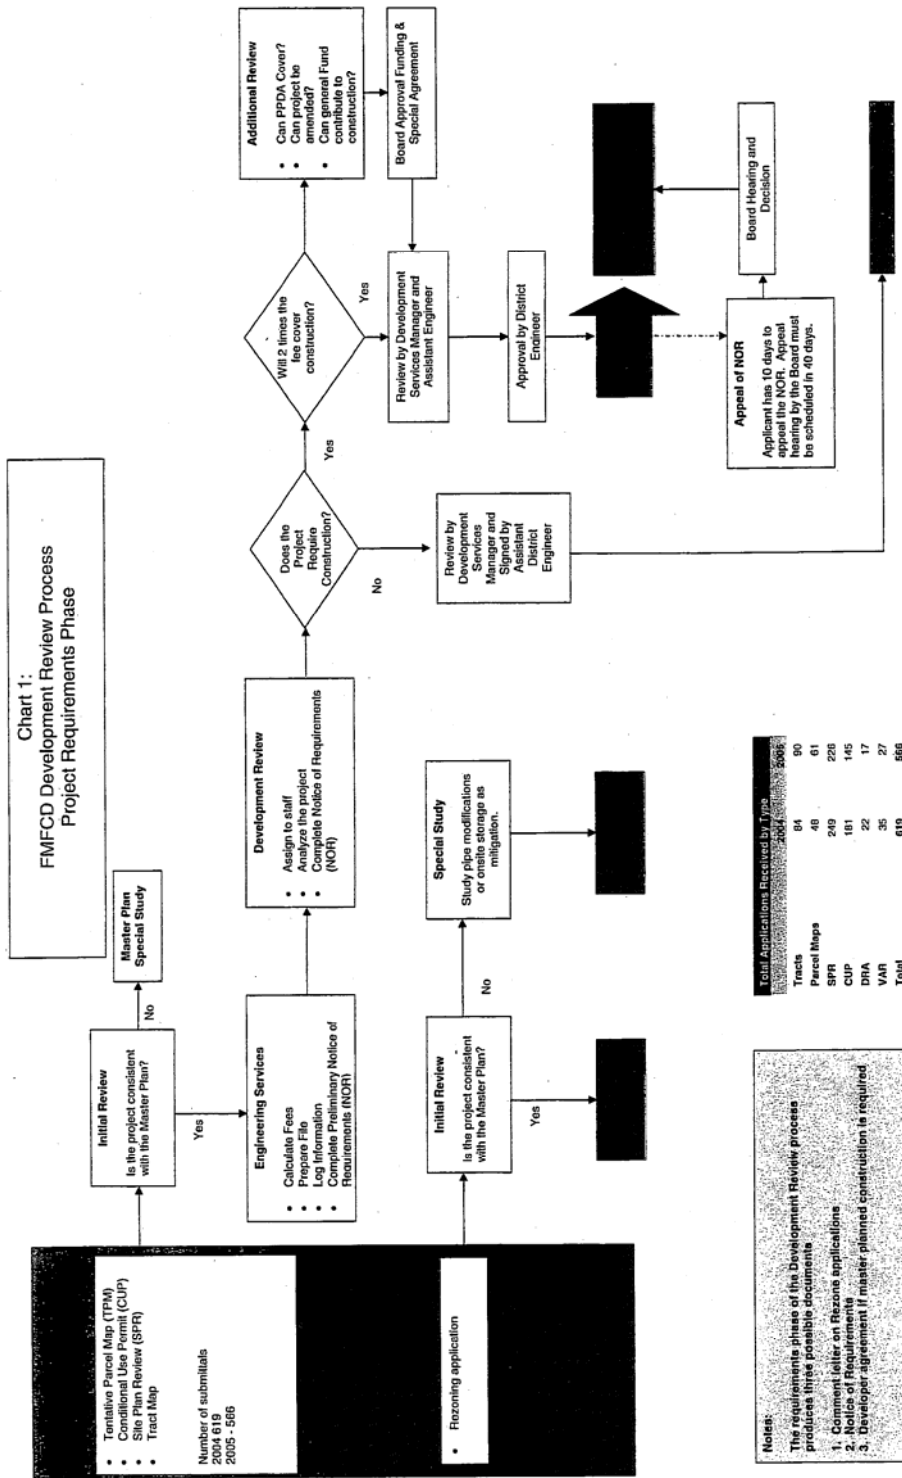 Chart 1:
FMFCD Development Review Process
Project Requirements Phase
• Tentative Parcel Map (TPM)
• Conditional Use Permit (CUP)
• Site Plan Review (SPR)
• Tract Map
Number of submittals
2004 619
2005 - 566
Initial Review
Is the project consistent
with the Master Plan?
No
Master Plan
Special Study
Yes
Engineering Services
• Calculate Fees
• Prepare File
• Log Information
• Complete Preliminary Notice of
Requirements (NOR)
Development Review
• Assign to staff
• Analyze the project
• Complete Notice of Requirements
(NOR)
Does the
Project
Require
Construction?
Yes
No
Will 2 times the
fee cover
construction?
Yes
Additional Review
• Can PPDA Cover?
• Can project be
amended?
• Can general Fund
contribute to
construction?
Board Approval Funding &
Special Agreement
Review by Development
Services Manager and
Assistant Engineer
Approval by District
Engineer
Review by
Development
Services
Manager and
Signed by
Assistant
District
Engineer
Appeal of NOR
Applicant has 10 days to
appeal the NOR. Appeal
hearing by the Board must
be scheduled in 40 days.
Board Hearing and
Decision
• Rezoning application
Initial Review
Is the project consistent
with the Master Plan?
No
Yes
Special Study
Study pipe modifications
or onsite storage as
mitigation.
Notes:
The requirements phase of the Development Review process
produces three possible documents
1. Comment letter on Rezone applications
2. Notice of Requirements
3. Developer agreement if master planned construction is required
Total Applications Received by Type
2004 2005
Tracts 84 90
Parcel Maps 48 61
SPR 249 226
CUP 181 145
DRA 22 17
VAR 35 27
Total 619 566